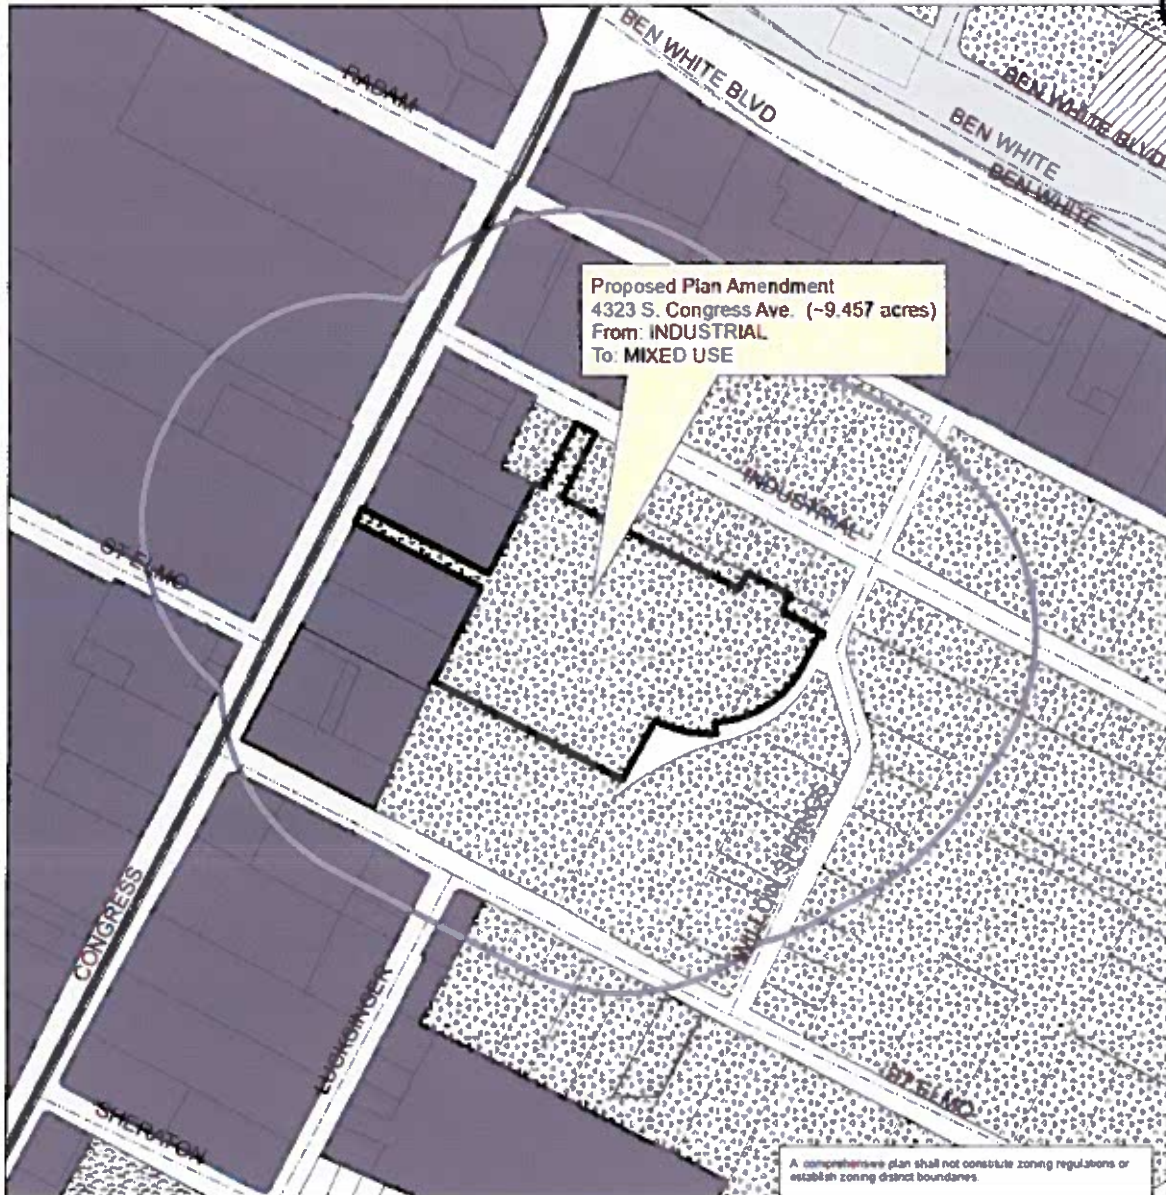 BEN WHITE BLVD
RADAM
BEN WHITE BLVD
BEN WHITE
BEN WHITE
Proposed Plan Amendment
4323 S. Congress Ave. (~9.457 acres)
From: INDUSTRIAL
To: MIXED USE
INDUSTRIAL
ST ELMO
WILLOW SPRINGS
CONGRESS
LUCKSINGER
ST ELMO
SHERATON
A comprehensive plan shall not constitute zoning regulations or
establish zoning district boundaries.